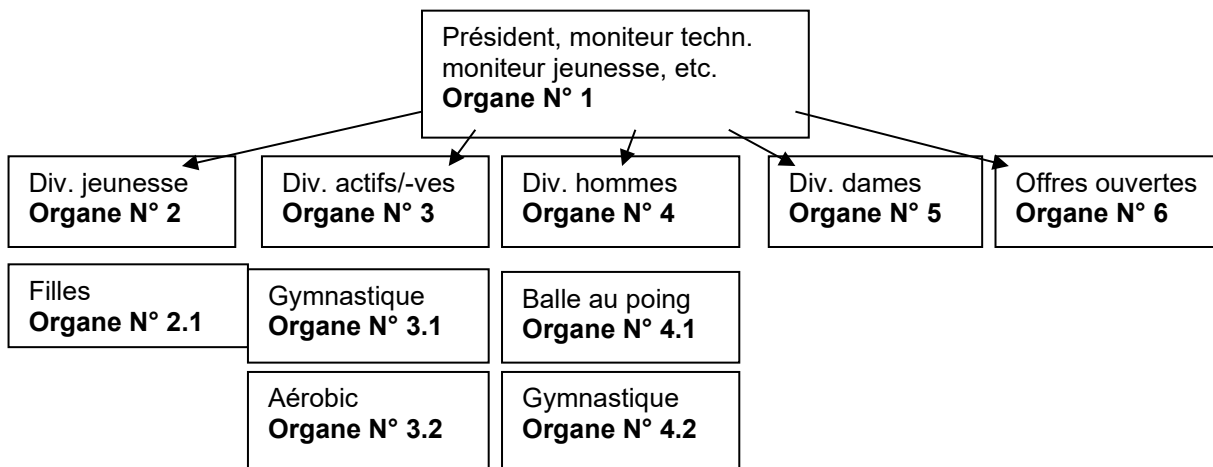 Président, moniteur techn.
moniteur jeunesse, etc.
Organe N° 1
Div. jeunesse
Organe N° 2
Div. actifs/-ves
Organe N° 3
Div. hommes
Organe N° 4
Div. dames
Organe N° 5
Offres ouvertes
Organe N° 6
Filles
Organe N° 2.1
Gymnastique
Organe N° 3.1
Balle au poing
Organe N° 4.1
Aérobic
Organe N° 3.2
Gymnastique
Organe N° 4.2